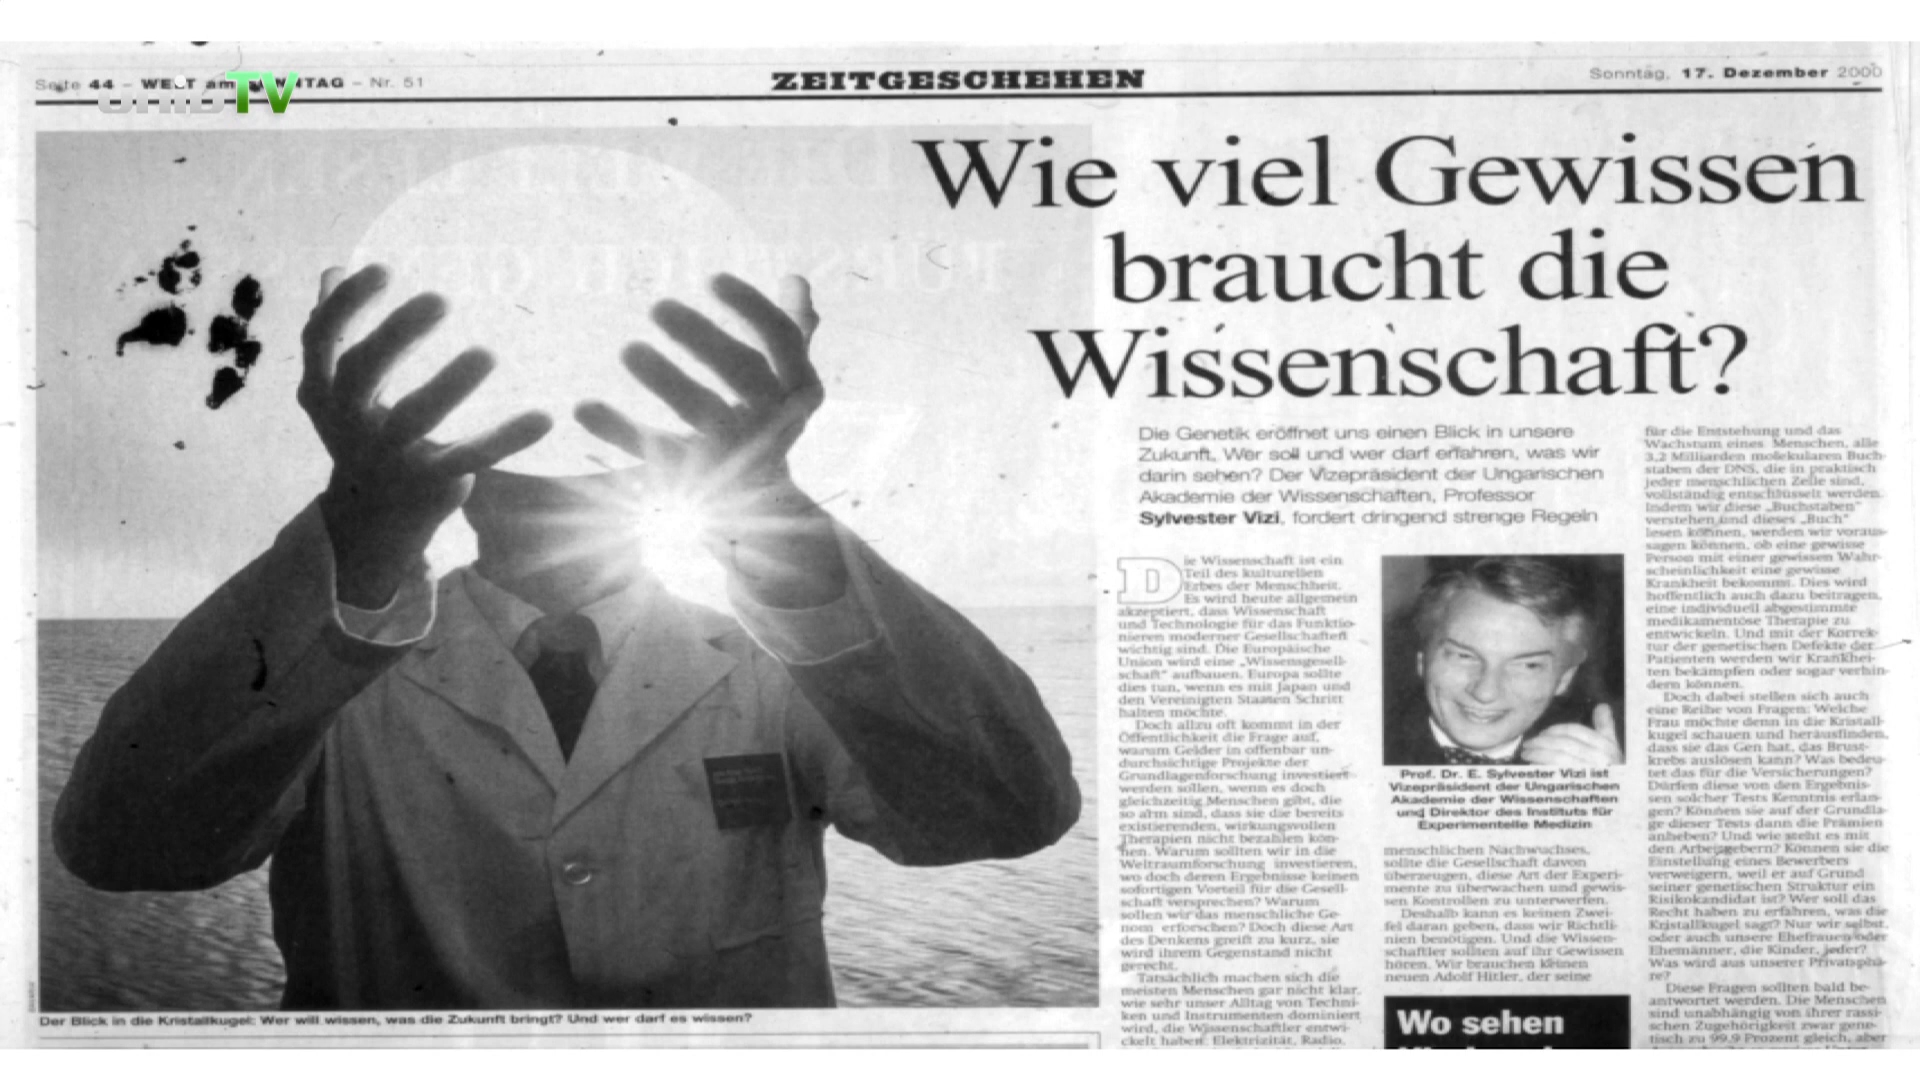 Seite 44 – WELT am SONNTAG – Nr. 51
TV
ZEITGESCHEHEN
Sonntag, 17. Dezember 2000
Wie viel Gewissen
braucht die
Wissenschaft?
Die Genetik eröffnet uns einen Blick in unsere
Zukunft. Wer soll und wer darf erfahren, was wir
darin sehen? Der Vizepräsident der Ungarischen
Akademie der Wissenschaften, Professor
Sylvester Vizi, fordert dringend strenge Regeln
Die Wissenschaft ist ein
Teil des kulturellen
Erbes der Menschheit.
Es wird heute allgemein
akzeptiert, dass Wissenschaft
und Technologie für das Funktio-
nieren moderner Gesellschaften
wichtig sind. Die Europäische
Union wird eine „Wissensgesell-
schaft“ aufbauen. Europa sollte
dies tun, wenn es mit Japan und
den Vereinigten Staaten Schritt
halten möchte.
Doch allzu oft kommt in der
Öffentlichkeit die Frage auf,
warum Gelder in offenbar un-
durchsichtige Projekte der
Grundlagenforschung investiert
werden sollen, wenn es doch
gleichzeitig Menschen gibt, die
so arm sind, dass sie die bereits
existierenden, wirkungsvollen
Therapien nicht bezahlen kön-
nen. Warum sollten wir in die
Weltraumforschung investieren,
wo doch deren Ergebnisse keinen
sofortigen Vorteil für die Gesell-
schaft versprechen? Warum
sollen wir das menschliche Ge-
nom erforschen? Doch diese Art
des Denkens greift zu kurz, sie
wird ihrem Gegenstand nicht
gerecht.
Tatsächlich machen sich die
meisten Menschen gar nicht klar,
wie sehr unser Alltag von Techni-
ken und Instrumenten dominiert
wird, die Wissenschaftler entwi-
ckelt haben: Elektrizität, Radio,
Prof. Dr. E. Sylvester Vizi ist
Vizepräsident der Ungarischen
Akademie der Wissenschaften
und Direktor des Instituts für
Experimentelle Medizin
menschlichen Nachwuchses,
sollte die Gesellschaft davon
überzeugen, diese Art der Experi-
mente zu überwachen und gewis-
sen Kontrollen zu unterwerfen.
Deshalb kann es keinen Zwei-
fel daran geben, dass wir Richtli-
nien benötigen. Und die Wissen-
schaftler sollten auf ihr Gewissen
hören. Wir brauchen keinen
neuen Adolf Hitler, der seine
Wo sehen
für die Entstehung und das
Wachstum eines Menschen, alle
3,2 Milliarden molekularen Buch-
staben der DNS, die in praktisch
jeder menschlichen Zelle sind,
vollständig entschlüsselt werden.
Indem wir diese „Buchstaben“
verstehen und dieses „Buch“
lesen können, werden wir voraus-
sagen können, ob eine gewisse
Person mit einer gewissen Wahr-
scheinlichkeit eine gewisse
Krankheit bekommt. Dies wird
hoffentlich auch dazu beitragen,
eine individuell abgestimmte
medikamentöse Therapie zu
entwickeln. Und mit der Korrek-
tur der genetischen Defekte der
Patienten werden wir Krankhei-
ten bekämpfen oder sogar verhin-
dern können.
Doch dabei stellen sich auch
eine Reihe von Fragen: Welche
Frau möchte denn in die Kristall-
kugel schauen und herausfinden,
dass sie das Gen hat, das Brust-
krebs auslösen kann? Was bedeu-
tet das für die Versicherungen?
Dürfen diese von den Ergebnis-
sen solcher Tests Kenntnis erlan-
gen? Können sie auf der Grundla-
ge dieser Tests dann die Prämien
anheben? Und wie steht es mit
den Arbeitgebern? Können sie die
Einstellung eines Bewerbers
verweigern, weil er auf Grund
seiner genetischen Struktur ein
Risikokandidat ist? Wer soll das
Recht haben zu erfahren, was die
Kristallkugel sagt? Nur wir selbst,
oder auch unsere Ehefrauen oder
Ehemänner, die Kinder, jeder?
Was wird aus unserer Privatsphä-
re?
Diese Fragen sollten bald be-
antwortet werden. Die Menschen
sind unabhängig von ihrer rassi-
schen Zugehörigkeit zwar gene-
tisch zu 99,9 Prozent gleich, aber
Der Blick in die Kristallkugel: Wer will wissen, was die Zukunft bringt? Und wer darf es wissen?